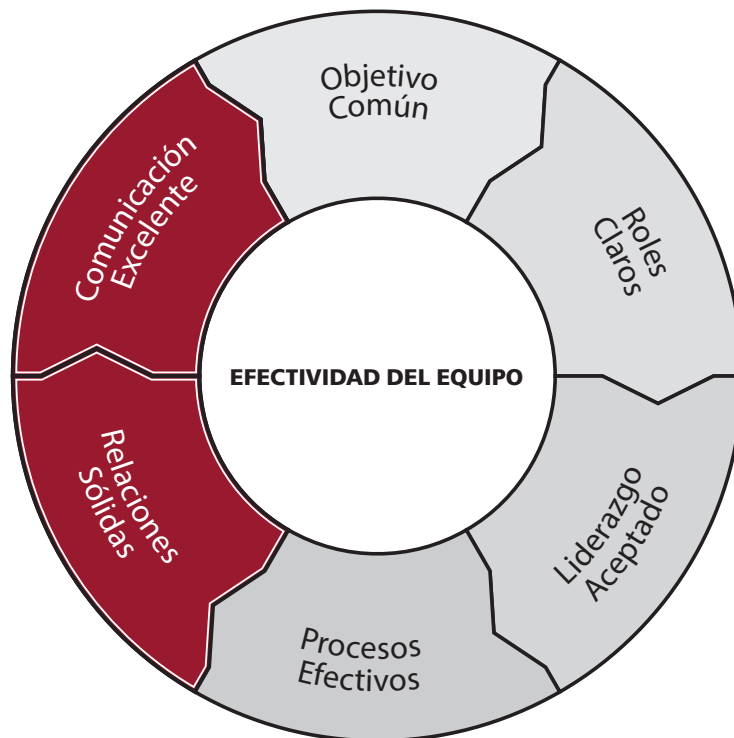 Objetivo
Común
Roles
Claros
Liderazgo
Aceptado
Procesos
Efectivos
Relaciones
Sólidas
Comunicación
Excelente
EFECTIVIDAD DEL EQUIPO